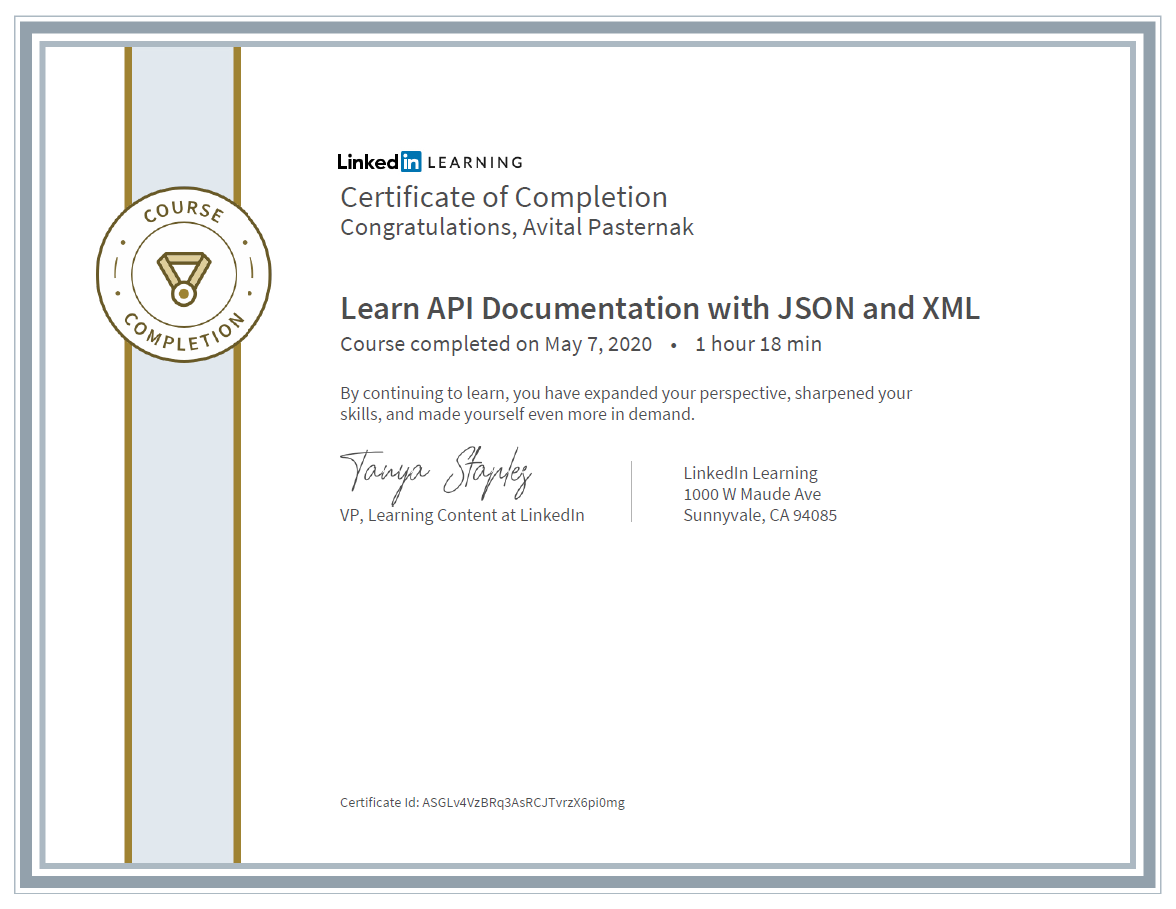 COURSE
COMPLETION
Linked in LEARNING
Certificate of Completion
Congratulations, Avital Pasternak
Learn API Documentation with JSON and XML
Course completed on May 7, 2020 • 1 hour 18 min
By continuing to learn, you have expanded your perspective, sharpened your
skills, and made yourself even more in demand.
Tanya Staples
VP, Learning Content at LinkedIn
LinkedIn Learning
1000 W Maude Ave
Sunnyvale, CA 94085
Certificate Id: ASGLv4VzBRq3AsRCJTvrzX6pi0mg